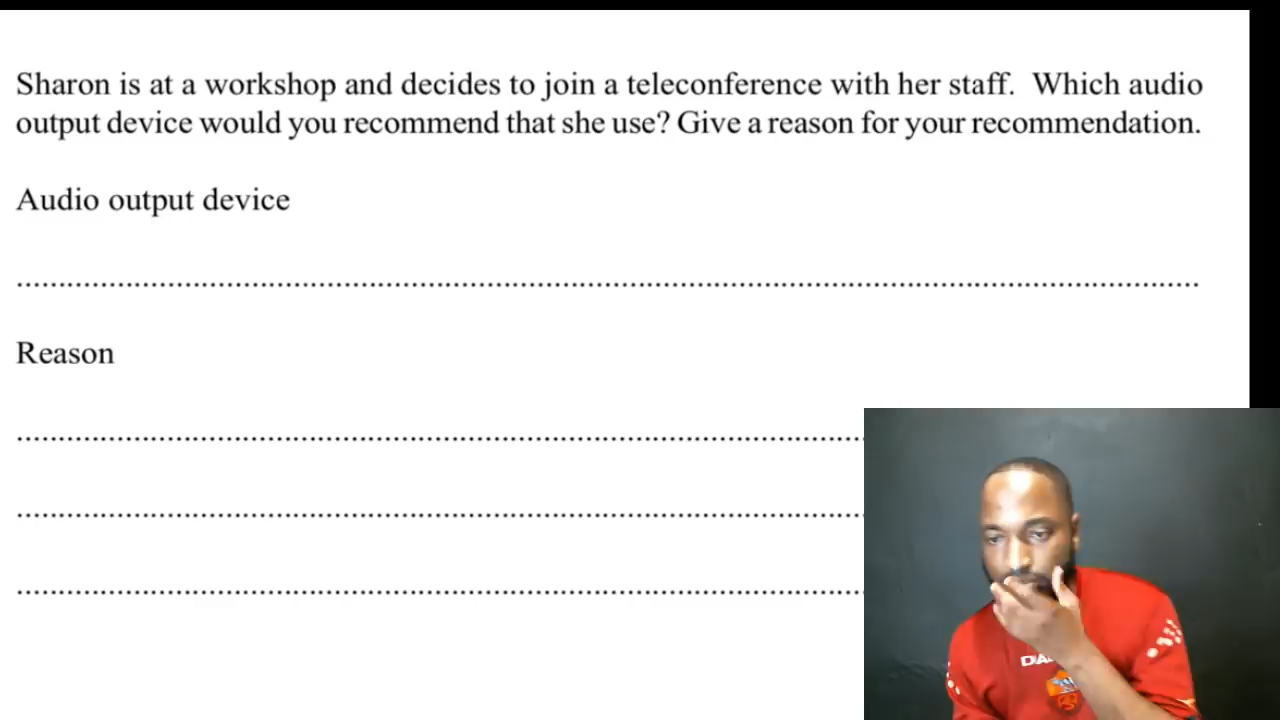 Sharon is at a workshop and decides to join a teleconference with her staff. Which audio
output device would you recommend that she use? Give a reason for your recommendation.
Audio output device
Reason